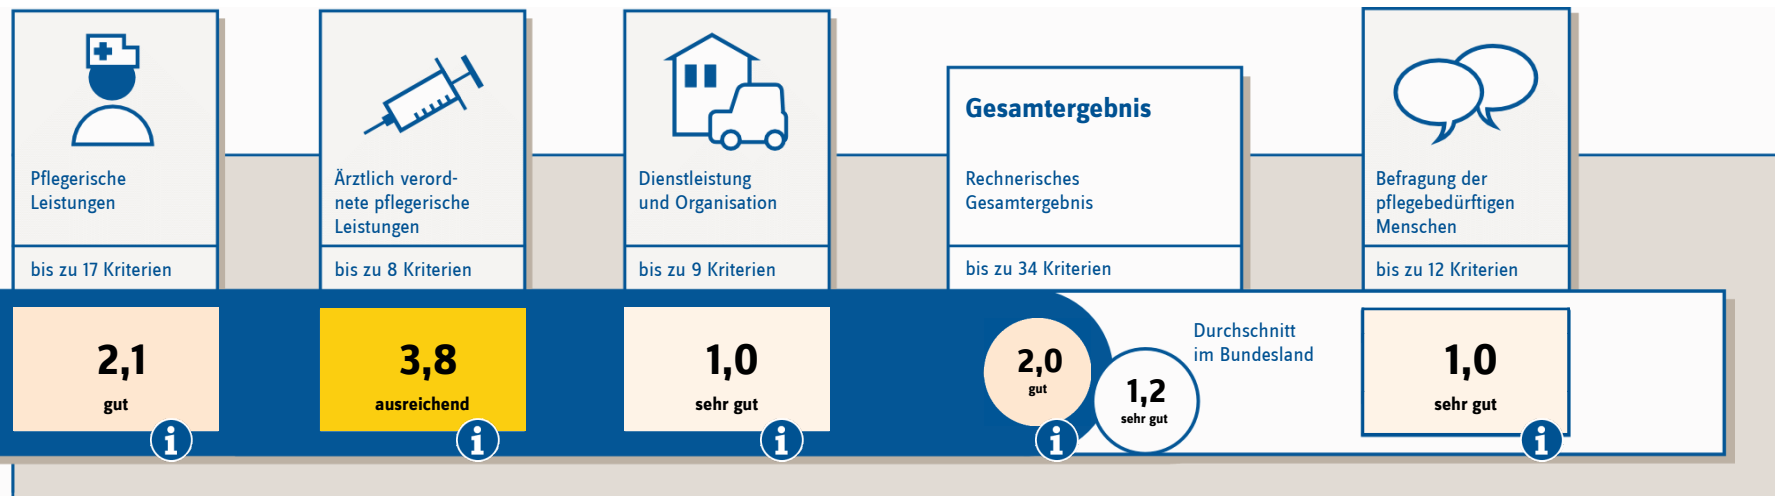 Pflegerische
Leistungen
bis zu 17 Kriterien
2,1
gut
i
Ärztlich verord-
nete pflegerische
Leistungen
bis zu 8 Kriterien
3,8
ausreichend
i
Dienstleistung
und Organisation
bis zu 9 Kriterien
1,0
sehr gut
i
Gesamtergebnis
Rechnerisches
Gesamtergebnis
bis zu 34 Kriterien
2,0
gut
i
1,2
sehr gut
Durchschnitt
im Bundesland
Befragung der
pflegebedürftigen
Menschen
bis zu 12 Kriterien
1,0
sehr gut
i